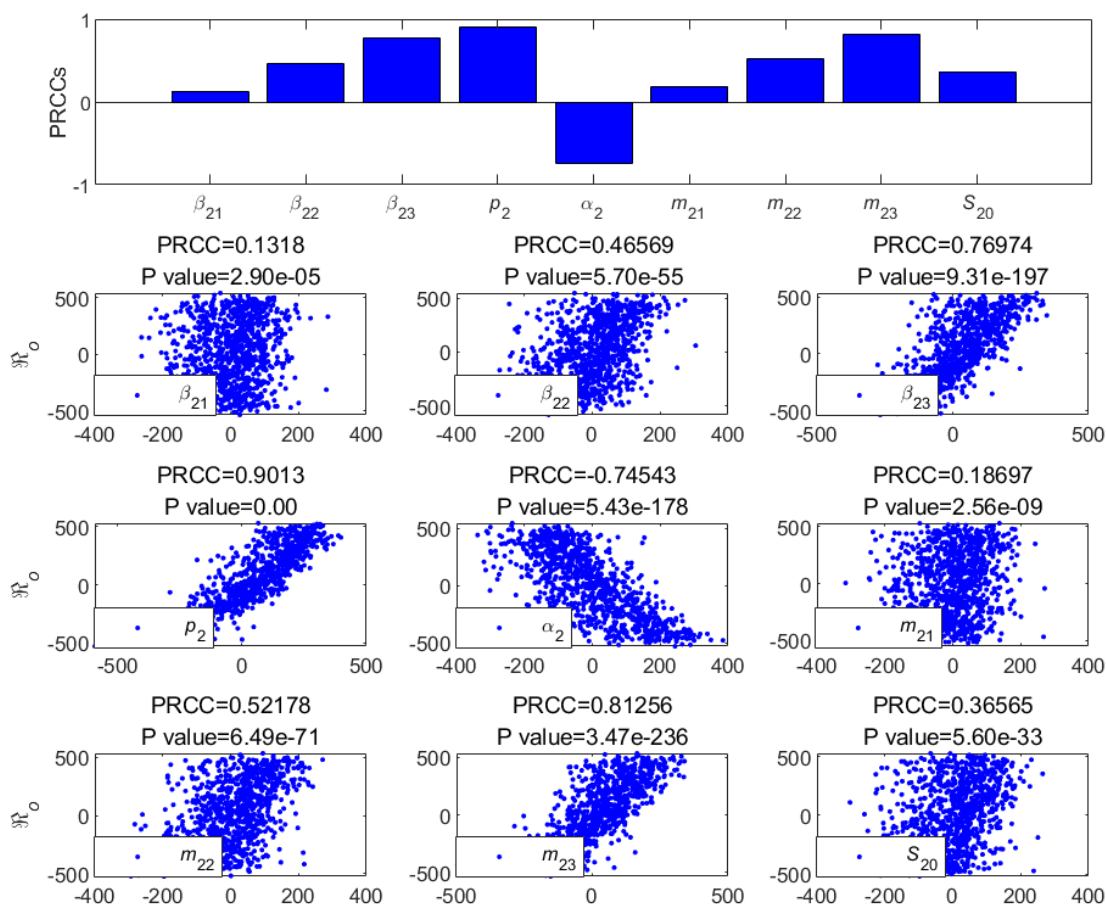 1
PRCCs
0
-1
β21 β22 β23 p2 α2 m21 m22 m23 S20
PRCC=0.1318
P value=2.90e-05
500
ℜo
0
β21
-500
-400 -200 0 200 400
PRCC=0.46569
P value=5.70e-55
500
0
β22
-500
-400 -200 0 200 400
PRCC=0.76974
P value=9.31e-197
500
0
β23
-500
-500 0 500
PRCC=0.9013
P value=0.00
500
ℜo
0
p2
-500
-500 0 500
PRCC=-0.74543
P value=5.43e-178
500
0
α2
-500
-400 -200 0 200 400
PRCC=0.18697
P value=2.56e-09
500
0
m21
-500
-400 -200 0 200 400
PRCC=0.52178
P value=6.49e-71
500
ℜo
0
m22
-500
-400 -200 0 200 400
PRCC=0.81256
P value=3.47e-236
500
0
m23
-500
-500 0 500
PRCC=0.36565
P value=5.60e-33
500
0
S20
-500
-400 -200 0 200 400